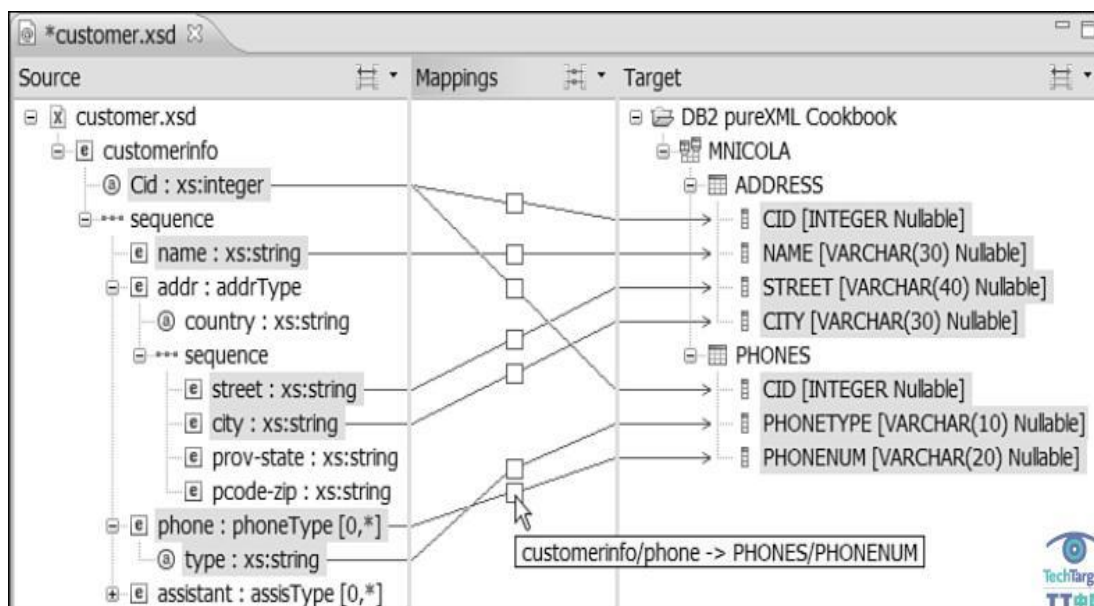 *customer.xsd
Source
Mappings
Target
customer.xsd
customerinfo
Cid : xs:integer
sequence
name : xs:string
addr : addrType
country : xs:string
sequence
street : xs:string
city : xs:string
prov-state : xs:string
pcode-zip : xs:string
phone : phoneType [0,*]
type : xs:string
assistant : assisType [0,*]
DB2 pureXML Cookbook
MNICOLA
ADDRESS
CID [INTEGER Nullable]
NAME [VARCHAR(30) Nullable]
STREET [VARCHAR(40) Nullable]
CITY [VARCHAR(30) Nullable]
PHONES
CID [INTEGER Nullable]
PHONETYPE [VARCHAR(10) Nullable]
PHONENUM [VARCHAR(20) Nullable]
customerinfo/phone -> PHONES/PHONENUM
TechTarg